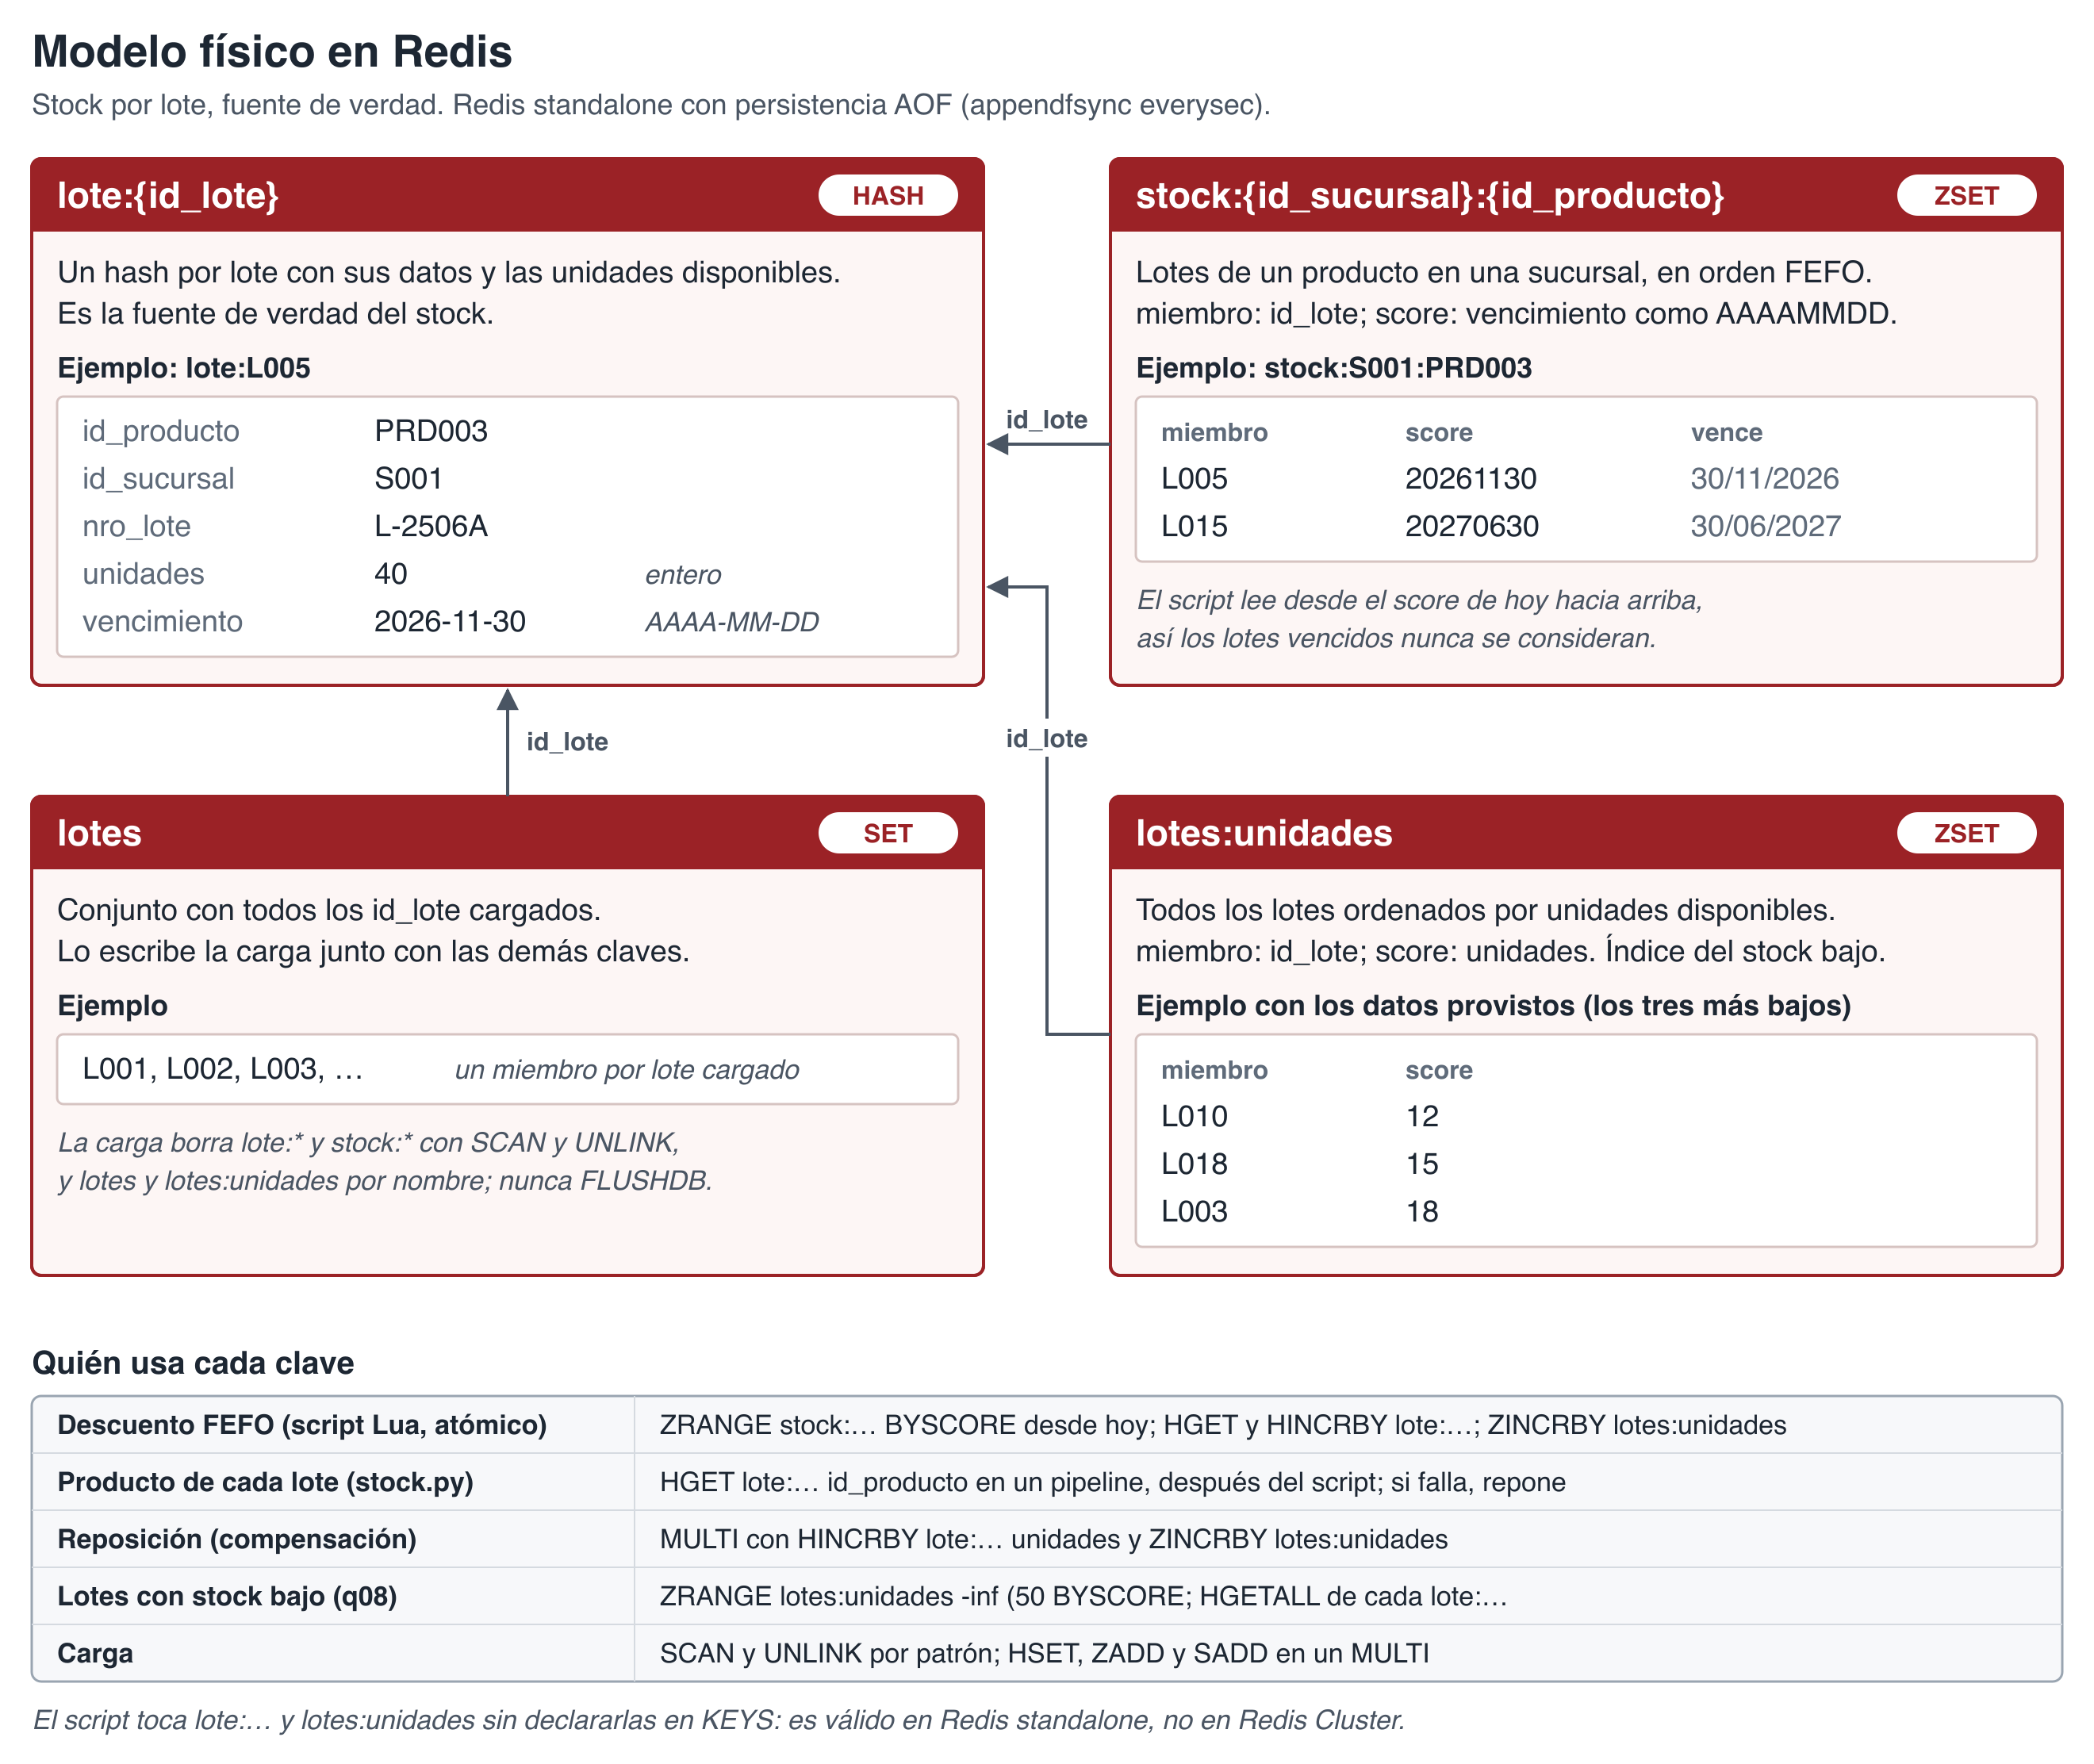 Modelo físico en Redis
Stock por lote, fuente de verdad. Redis standalone con persistencia AOF (appendfsync everysec).
lote:{id_lote} HASH
Un hash por lote con sus datos y las unidades disponibles.
Es la fuente de verdad del stock.
Ejemplo: lote:L005
id_producto PRD003
id_sucursal S001
nro_lote L-2506A
unidades 40 entero
vencimiento 2026-11-30 AAAA-MM-DD
id_lote
stock:{id_sucursal}:{id_producto} ZSET
Lotes de un producto en una sucursal, en orden FEFO.
miembro: id_lote; score: vencimiento como AAAAMMDD.
Ejemplo: stock:S001:PRD003
miembro score vence
L005 20261130 30/11/2026
L015 20270630 30/06/2027
El script lee desde el score de hoy hacia arriba,
así los lotes vencidos nunca se consideran.
id_lote
id_lote
lotes SET
Conjunto con todos los id_lote cargados.
Lo escribe la carga junto con las demás claves.
Ejemplo
L001, L002, L003, … un miembro por lote cargado
La carga borra lote:* y stock:* con SCAN y UNLINK,
y lotes y lotes:unidades por nombre; nunca FLUSHDB.
lotes:unidades ZSET
Todos los lotes ordenados por unidades disponibles.
miembro: id_lote; score: unidades. Índice del stock bajo.
Ejemplo con los datos provistos (los tres más bajos)
miembro score
L010 12
L018 15
L003 18
Quién usa cada clave
Descuento FEFO (script Lua, atómico) ZRANGE stock:… BYSCORE desde hoy; HGET y HINCRBY lote:…; ZINCRBY lotes:unidades
Producto de cada lote (stock.py) HGET lote:… id_producto en un pipeline, después del script; si falla, repone
Reposición (compensación) MULTI con HINCRBY lote:… unidades y ZINCRBY lotes:unidades
Lotes con stock bajo (q08) ZRANGE lotes:unidades -inf (50 BYSCORE; HGETALL de cada lote:…
Carga SCAN y UNLINK por patrón; HSET, ZADD y SADD en un MULTI
El script toca lote:… y lotes:unidades sin declararlas en KEYS: es válido en Redis standalone, no en Redis Cluster.